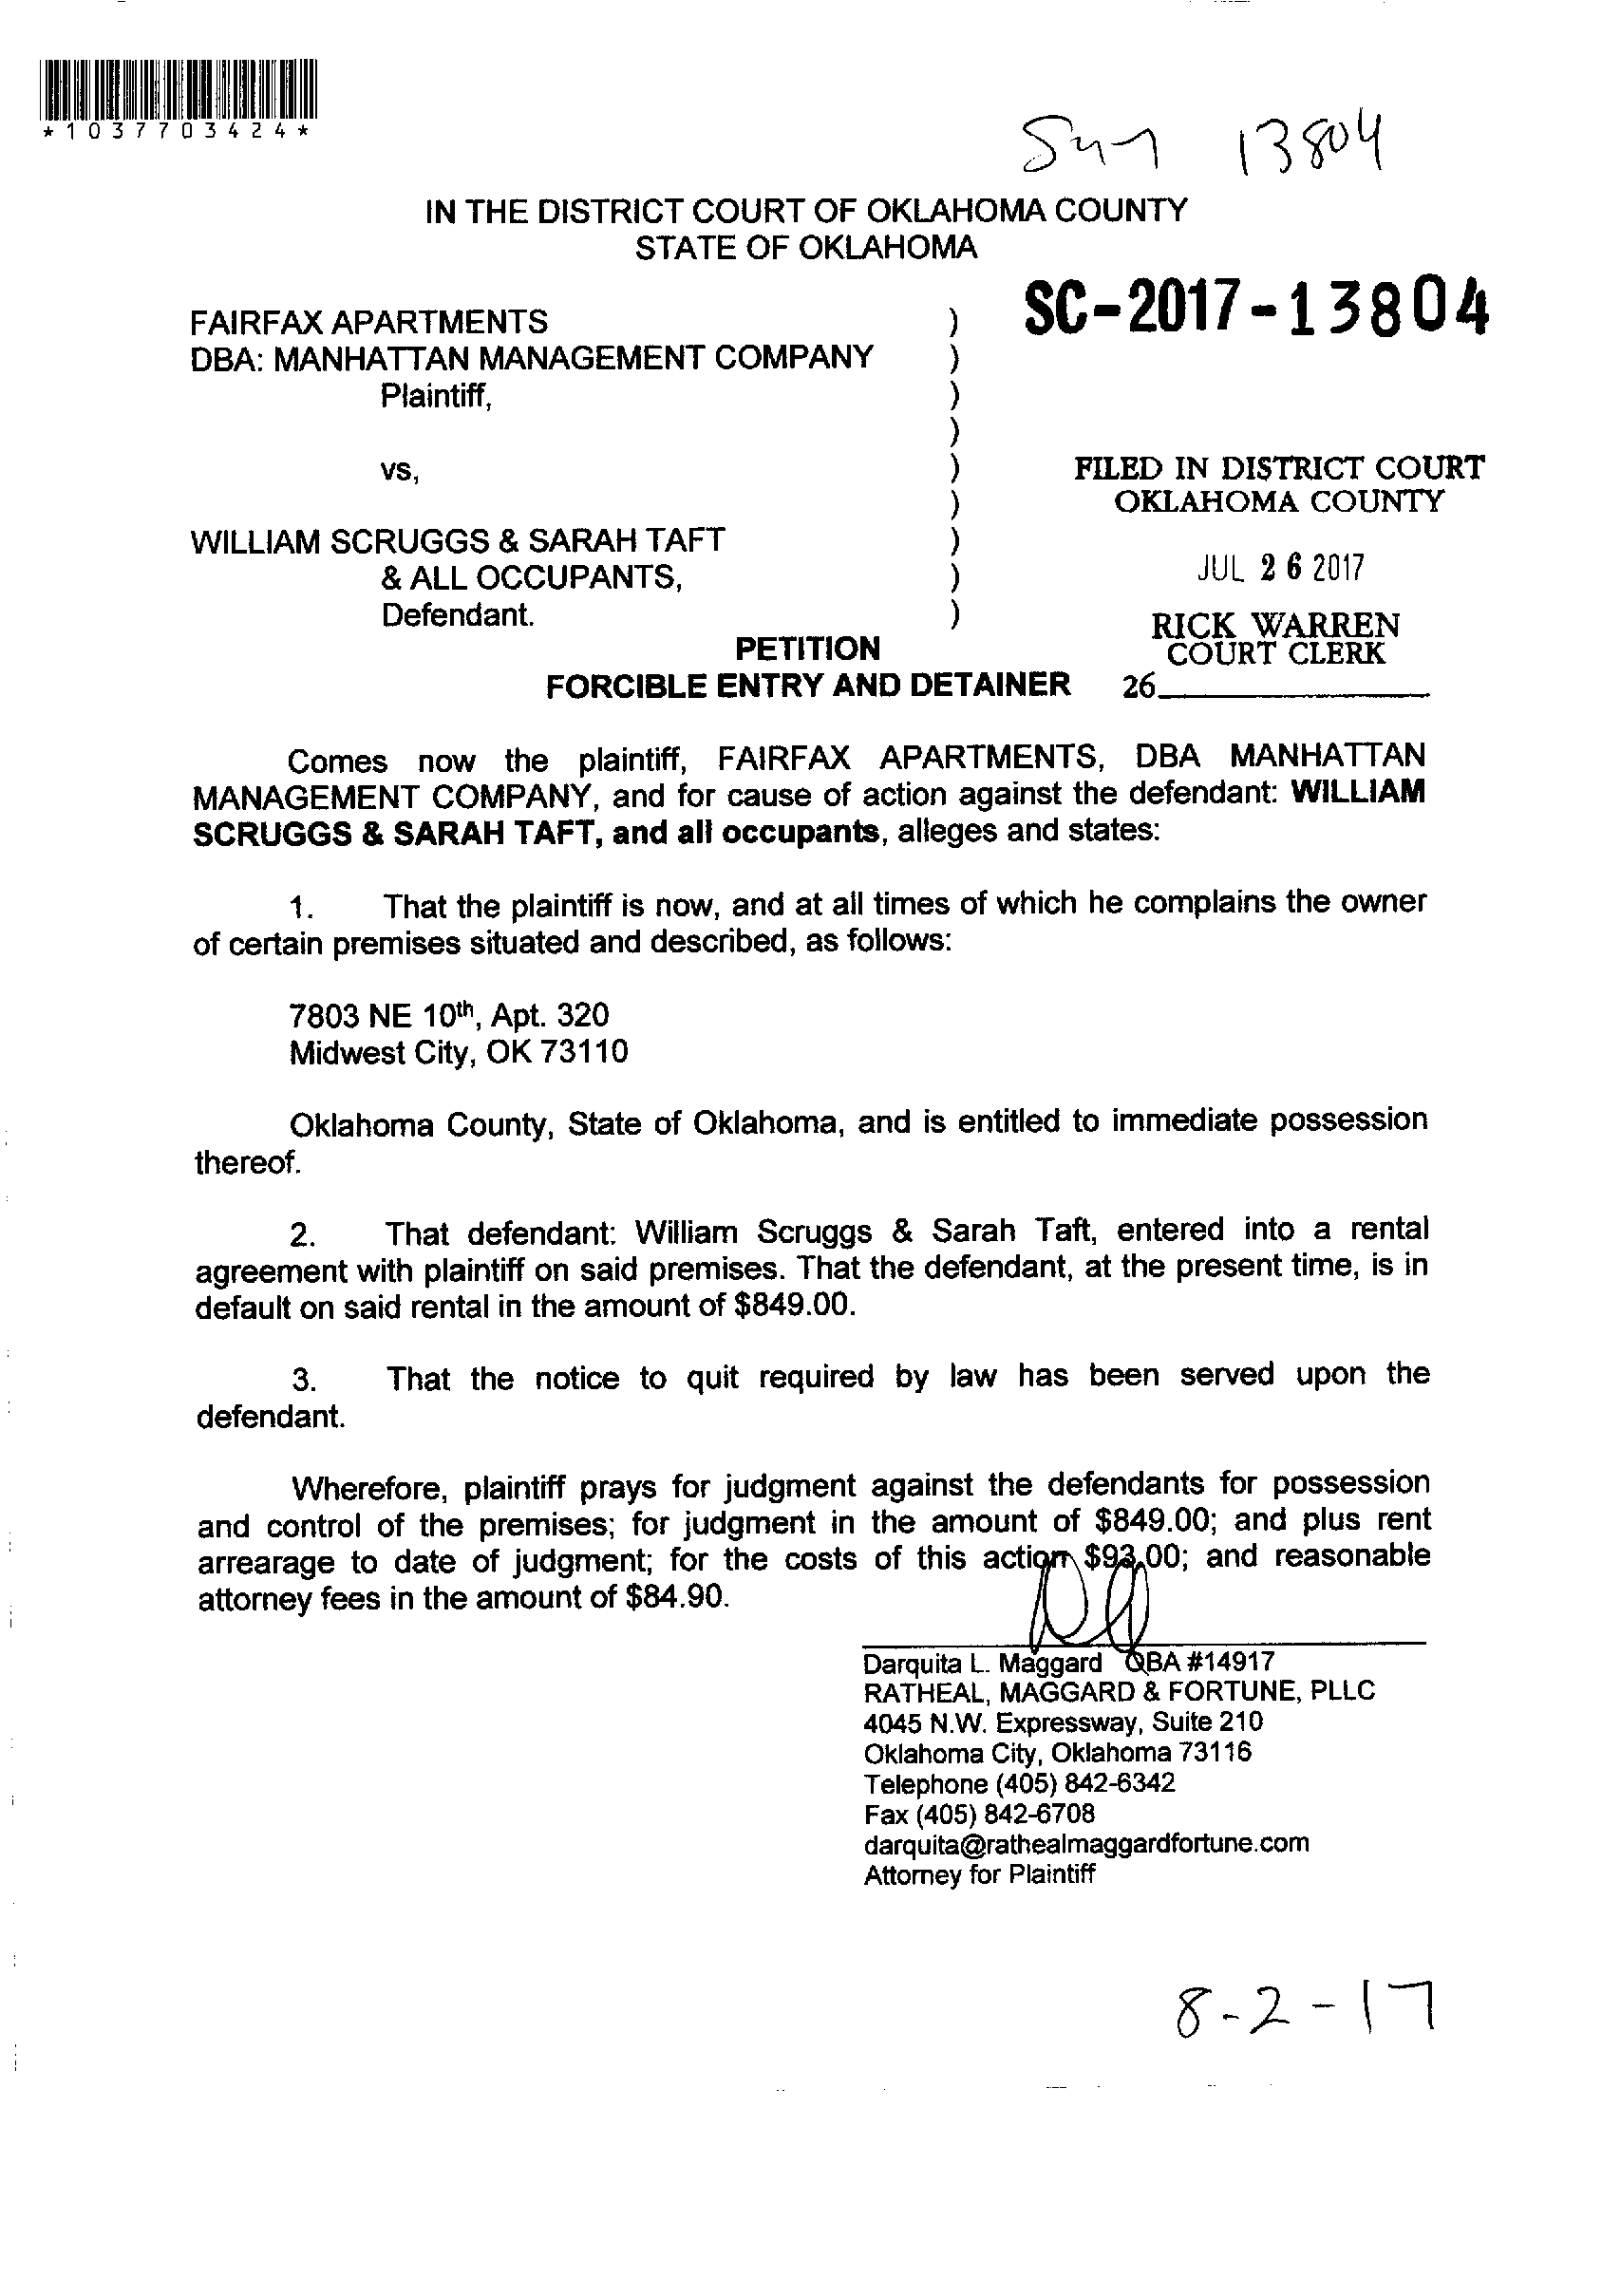 *1037703424*
13804
IN THE DISTRICT COURT OF OKLAHOMA COUNTY
STATE OF OKLAHOMA
SC-2017-13804
FAIRFAX APARTMENTS )
DBA: MANHATTAN MANAGEMENT COMPANY )
Plaintiff, )
)
vs, )
)
WILLIAM SCRUGGS & SARAH TAFT )
& ALL OCCUPANTS, )
Defendant. )
FILED IN DISTRICT COURT
OKLAHOMA COUNTY
JUL 26 2017
RICK WARREN
COURT CLERK
26
PETITION
FORCIBLE ENTRY AND DETAINER
Comes now the plaintiff, FAIRFAX APARTMENTS, DBA MANHATTAN
MANAGEMENT COMPANY, and for cause of action against the defendant: WILLIAM
SCRUGGS & SARAH TAFT, and all occupants, alleges and states:
1. That the plaintiff is now, and at all times of which he complains the owner
of certain premises situated and described, as follows:
7803 NE 10th, Apt. 320
Midwest City, OK 73110
Oklahoma County, State of Oklahoma, and is entitled to immediate possession
thereof.
2. That defendant: William Scruggs & Sarah Taft, entered into a rental
agreement with plaintiff on said premises. That the defendant, at the present time, is in
default on said rental in the amount of $849.00.
3. That the notice to quit required by law has been served upon the
defendant.
Wherefore, plaintiff prays for judgment against the defendants for possession
and control of the premises; for judgment in the amount of $849.00; and plus rent
arrearage to date of judgment; for the costs of this action $93.00; and reasonable
attorney fees in the amount of $84.90.
Darquita L. Maggard OBA #14917
RATHEAL, MAGGARD & FORTUNE, PLLC
4045 N.W. Expressway, Suite 210
Oklahoma City, Oklahoma 73116
Telephone (405) 842-6342
Fax (405) 842-6708
darquita@rathealmaggardfortune.com
Attorney for Plaintiff
8-2-17